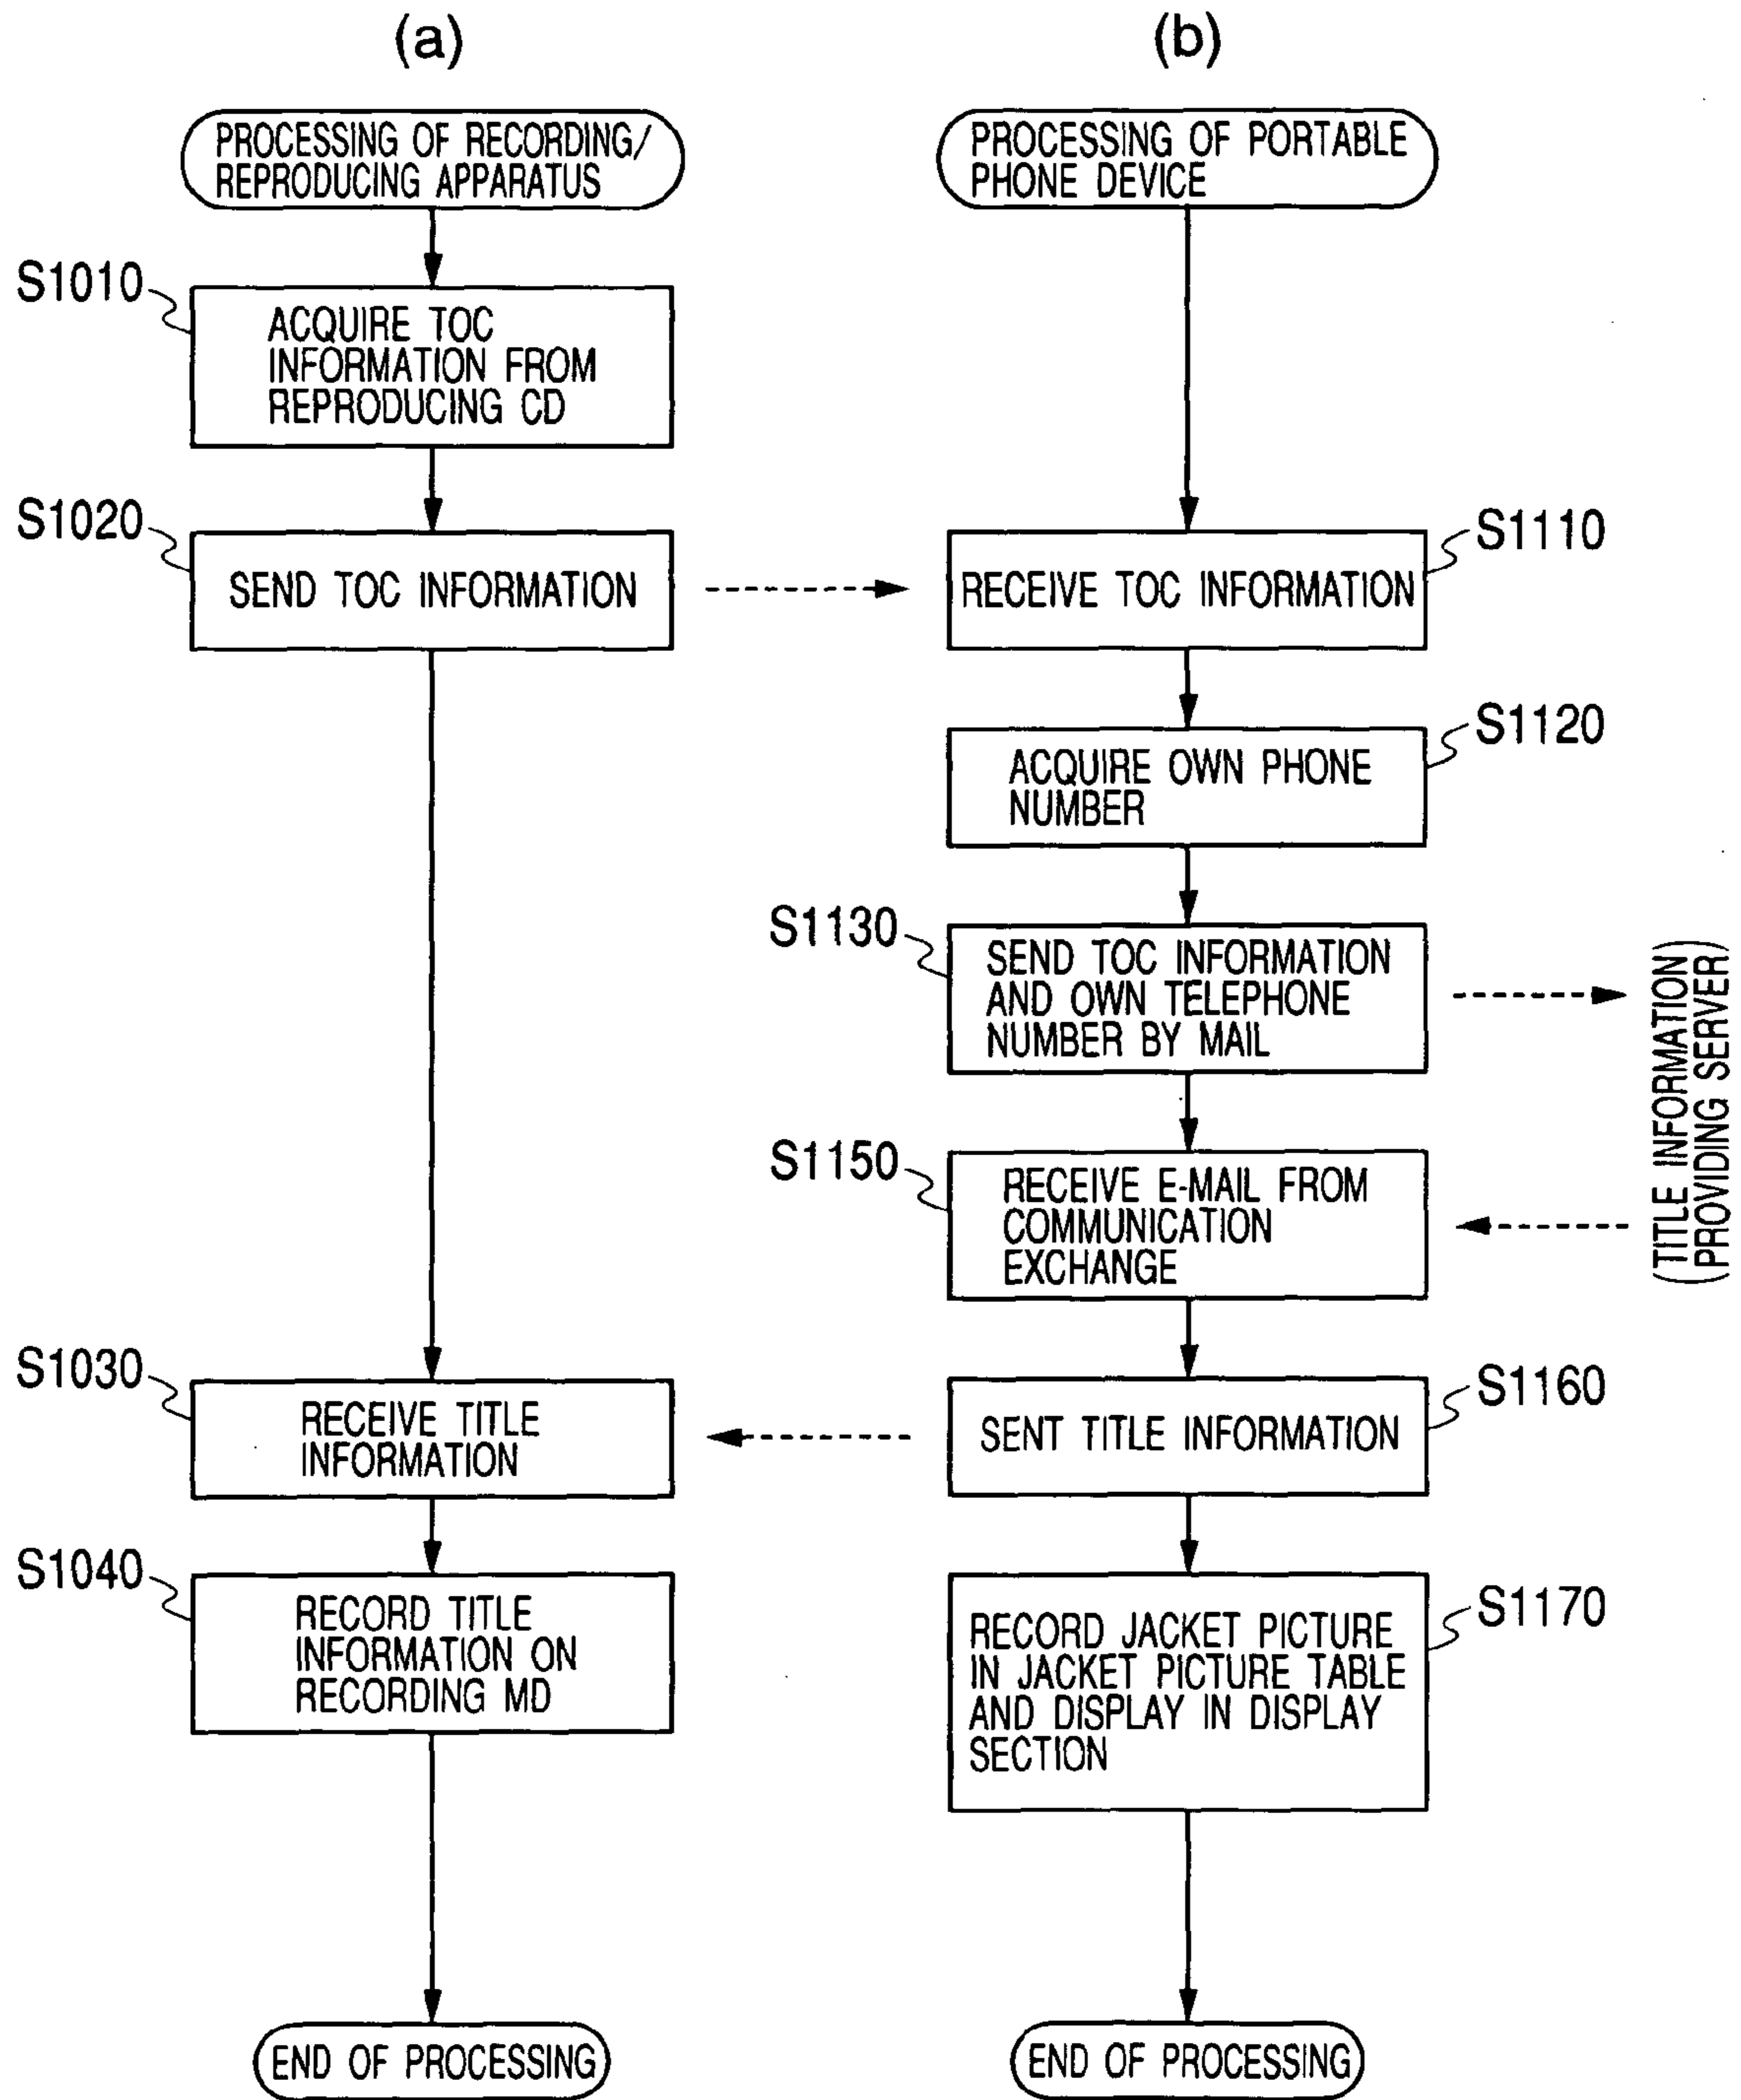 (a)
PROCESSING OF RECORDING/
REPRODUCING APPARATUS
S1010
ACQUIRE TOC
INFORMATION FROM
REPRODUCING CD
S1020
SEND TOC INFORMATION
S1030
RECEIVE TITLE
INFORMATION
S1040
RECORD TITLE
INFORMATION ON
RECORDING MD
END OF PROCESSING
(b)
PROCESSING OF PORTABLE
PHONE DEVICE
S1110
RECEIVE TOC INFORMATION
S1120
ACQUIRE OWN PHONE
NUMBER
S1130
SEND TOC INFORMATION
AND OWN TELEPHONE
NUMBER BY MAIL
S1150
RECEIVE E-MAIL FROM
COMMUNICATION
EXCHANGE
(TITLE INFORMATION
PROVIDING SERVER)
S1160
SENT TITLE INFORMATION
S1170
RECORD JACKET PICTURE
IN JACKET PICTURE TABLE
AND DISPLAY IN DISPLAY
SECTION
END OF PROCESSING